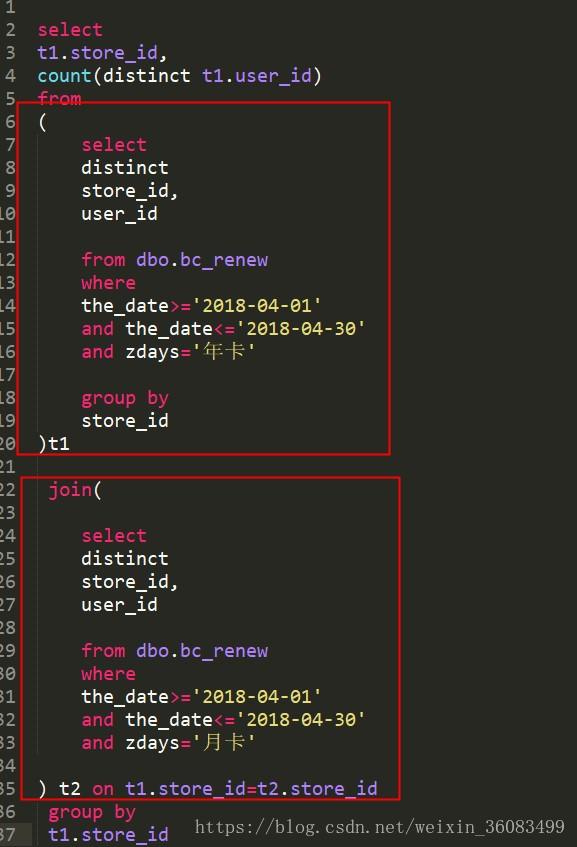 1
2 select
3 t1.store_id,
4 count(distinct t1.user_id)
5 from
6 (
7 select
8 distinct
9 store_id,
10 user_id
11
12 from dbo.bc_renew
13 where
14 the_date>='2018-04-01'
15 and the_date<='2018-04-30'
16 and zdays='年卡'
17
18 group by
19 store_id
20 )t1
21
22 join(
23
24 select
25 distinct
26 store_id,
27 user_id
28
29 from dbo.bc_renew
30 where
31 the_date>='2018-04-01'
32 and the_date<='2018-04-30'
33 and zdays='月卡'
34
35 ) t2 on t1.store_id=t2.store_id
36 group by
37 t1.store_id
https://blog.csdn.net/weixin_36083499